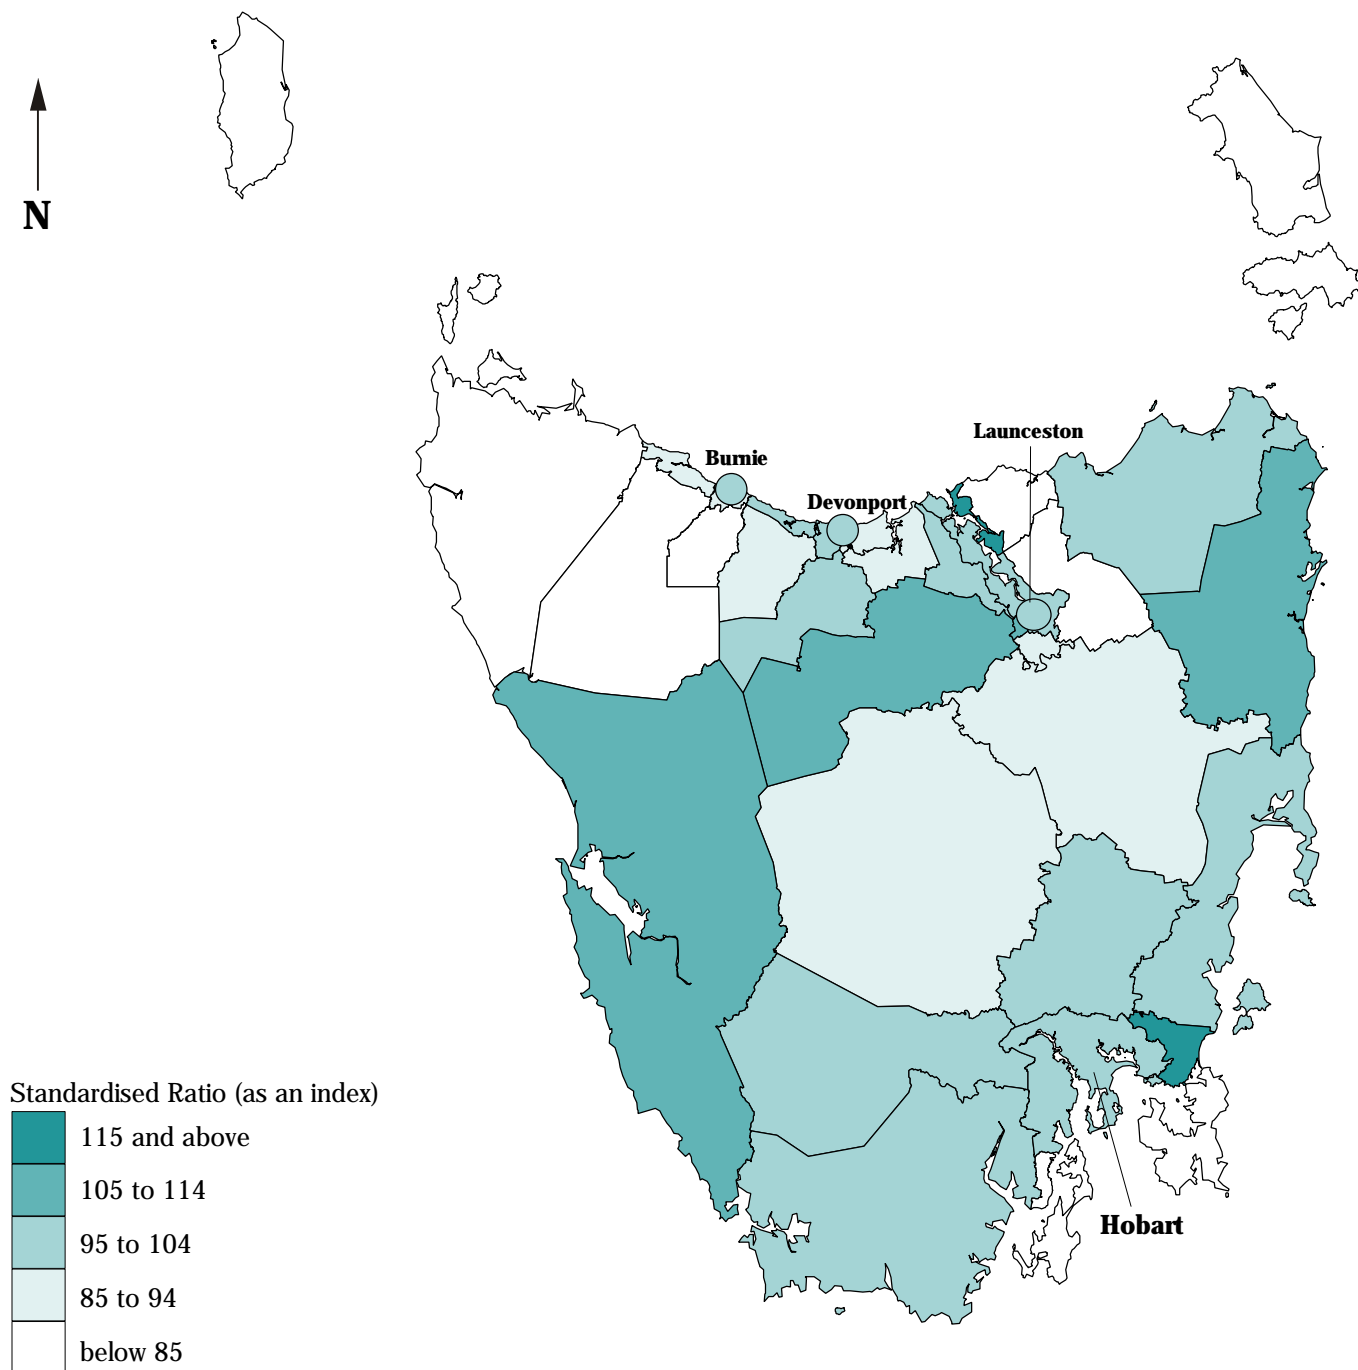 N
Launceston
Burnie
Devonport
Standardised Ratio (as an index)
115 and above
105 to 114
95 to 104
85 to 94
below 85
Hobart